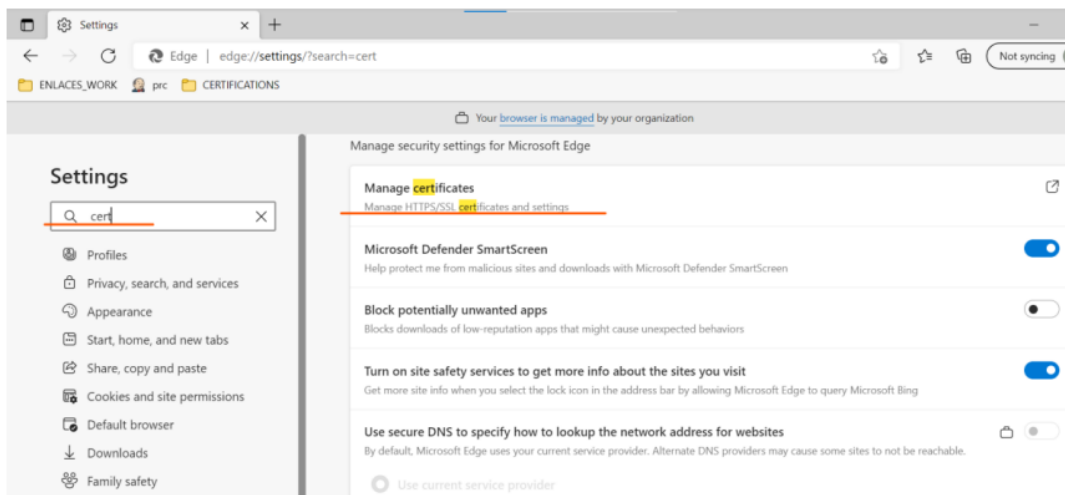 Settings
Edge | edge://settings/?search=cert
Not syncing
ENLACES_WORK prc CERTIFICATIONS
Your browser is managed by your organization
Manage security settings for Microsoft Edge
Settings
cert
Profiles
Privacy, search, and services
Appearance
Start, home, and new tabs
Share, copy and paste
Cookies and site permissions
Default browser
Downloads
Family safety
Manage certificates
Manage HTTPS/SSL certificates and settings
Microsoft Defender SmartScreen
Help protect me from malicious sites and downloads with Microsoft Defender SmartScreen
Block potentially unwanted apps
Blocks downloads of low-reputation apps that might cause unexpected behaviors
Turn on site safety services to get more info about the sites you visit
Get more site info when you select the lock icon in the address bar by allowing Microsoft Edge to query Microsoft Bing
Use secure DNS to specify how to lookup the network address for websites
By default, Microsoft Edge uses your current service provider. Alternate DNS providers may cause some sites to not be reachable.
Use current service provider